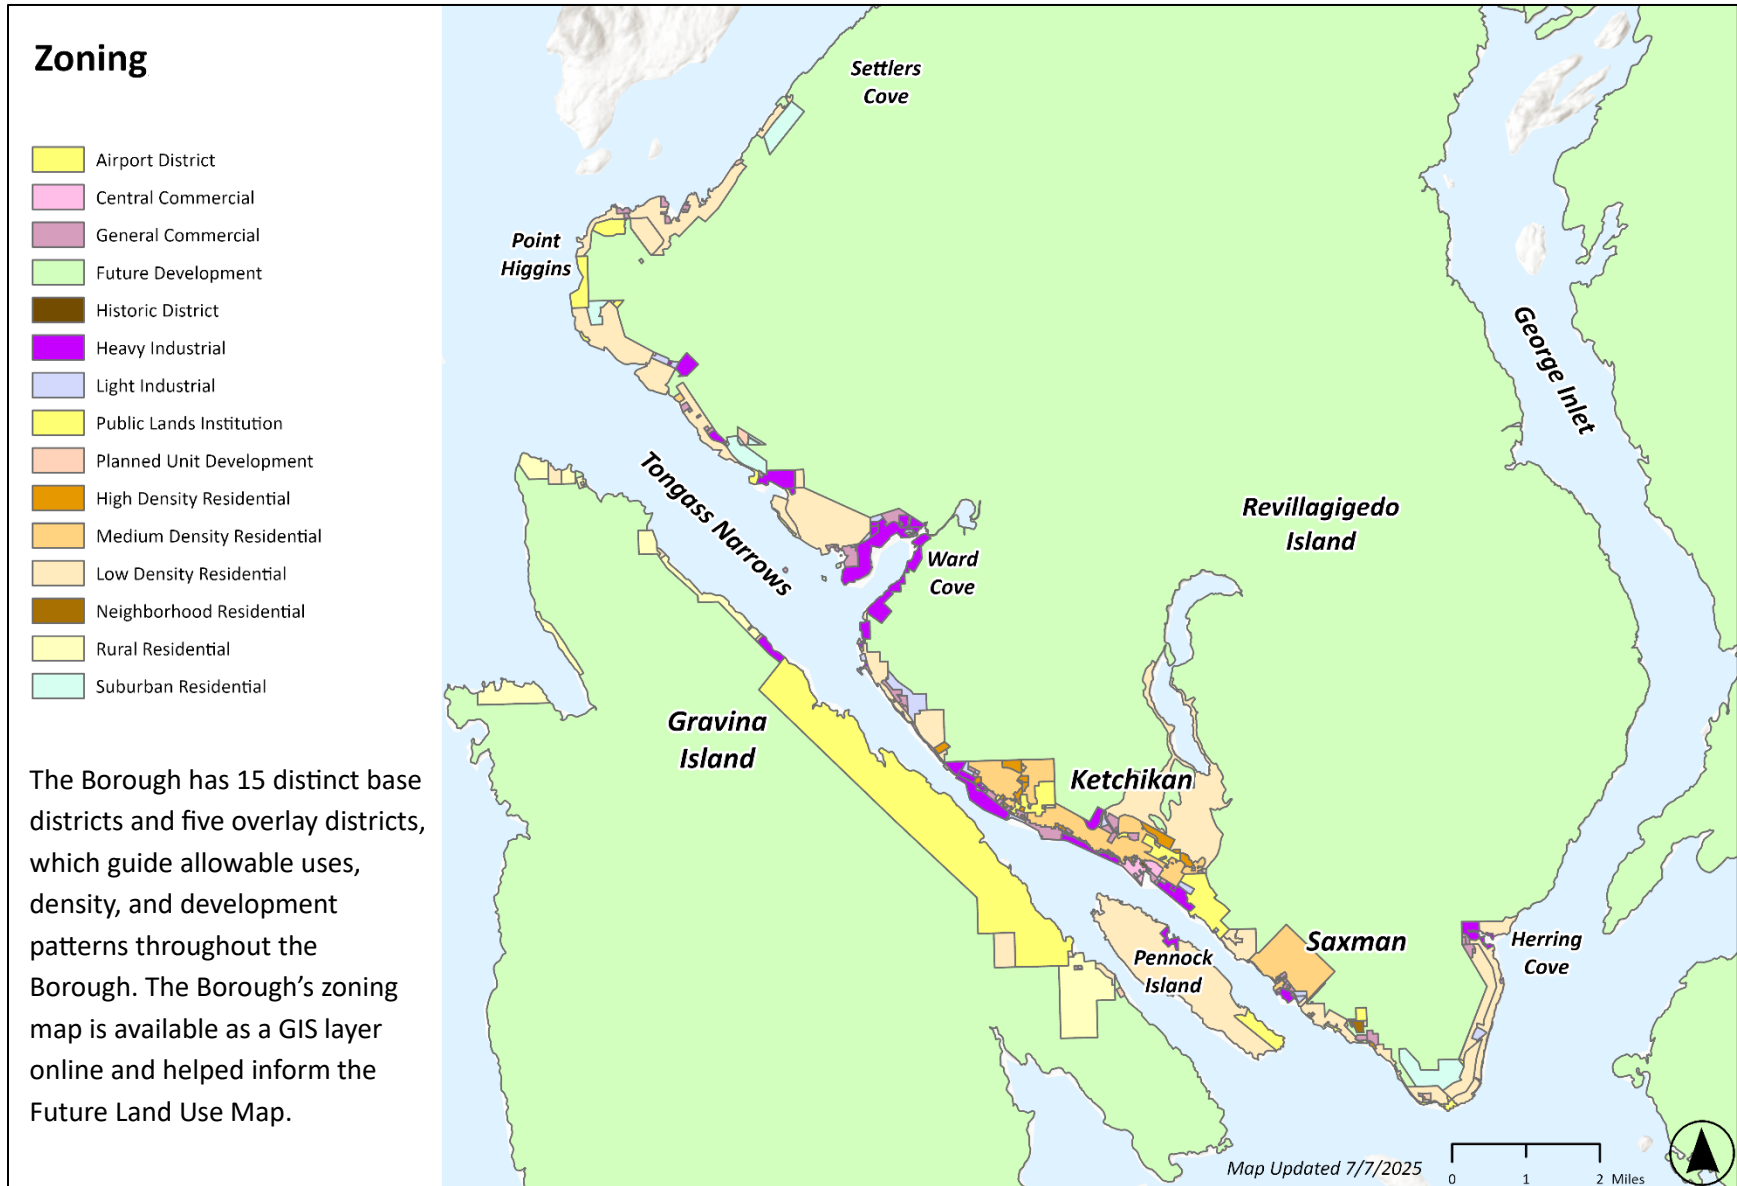 Zoning
Airport District
Central Commercial
General Commercial
Future Development
Historic District
Heavy Industrial
Light Industrial
Public Lands Institution
Planned Unit Development
High Density Residential
Medium Density Residential
Low Density Residential
Neighborhood Residential
Rural Residential
Suburban Residential
The Borough has 15 distinct base
districts and five overlay districts,
which guide allowable uses,
density, and development
patterns throughout the
Borough. The Borough’s zoning
map is available as a GIS layer
online and helped inform the
Future Land Use Map.
Settlers
Cove
Point
Higgins
George Inlet
Tongass Narrows
Revillagigedo
Island
Ward
Cove
Gravina
Island
Ketchikan
Saxman
Herring
Cove
Pennock
Island
Map Updated 7/7/2025
0 1 2 Miles